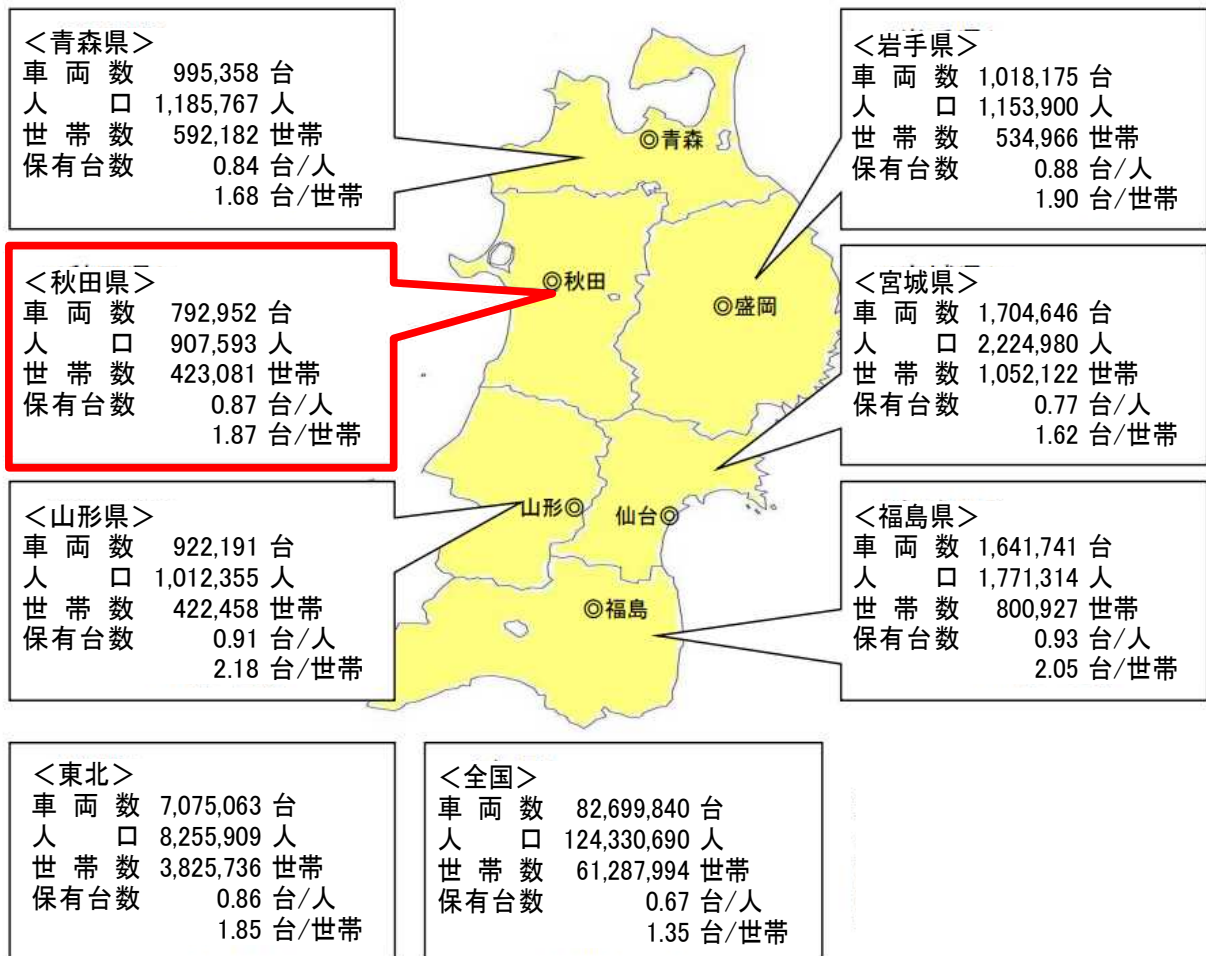 ＜青森県＞
車両数 995,358 台
人口 1,185,767 人
世帯数 592,182 世帯
保有台数 0.84 台/人
1.68 台/世帯
＜岩手県＞
車両数 1,018,175 台
人口 1,153,900 人
世帯数 534,966 世帯
保有台数 0.88 台/人
1.90 台/世帯
＜秋田県＞
車両数 792,952 台
人口 907,593 人
世帯数 423,081 世帯
保有台数 0.87 台/人
1.87 台/世帯
＜宮城県＞
車両数 1,704,646 台
人口 2,224,980 人
世帯数 1,052,122 世帯
保有台数 0.77 台/人
1.62 台/世帯
＜山形県＞
車両数 922,191 台
人口 1,012,355 人
世帯数 422,458 世帯
保有台数 0.91 台/人
2.18 台/世帯
＜福島県＞
車両数 1,641,741 台
人口 1,771,314 人
世帯数 800,927 世帯
保有台数 0.93 台/人
2.05 台/世帯
◎青森
◎秋田
◎盛岡
山形◎
仙台◎
◎福島
＜東北＞
車両数 7,075,063 台
人口 8,255,909 人
世帯数 3,825,736 世帯
保有台数 0.86 台/人
1.85 台/世帯
＜全国＞
車両数 82,699,840 台
人口 124,330,690 人
世帯数 61,287,994 世帯
保有台数 0.67 台/人
1.35 台/世帯